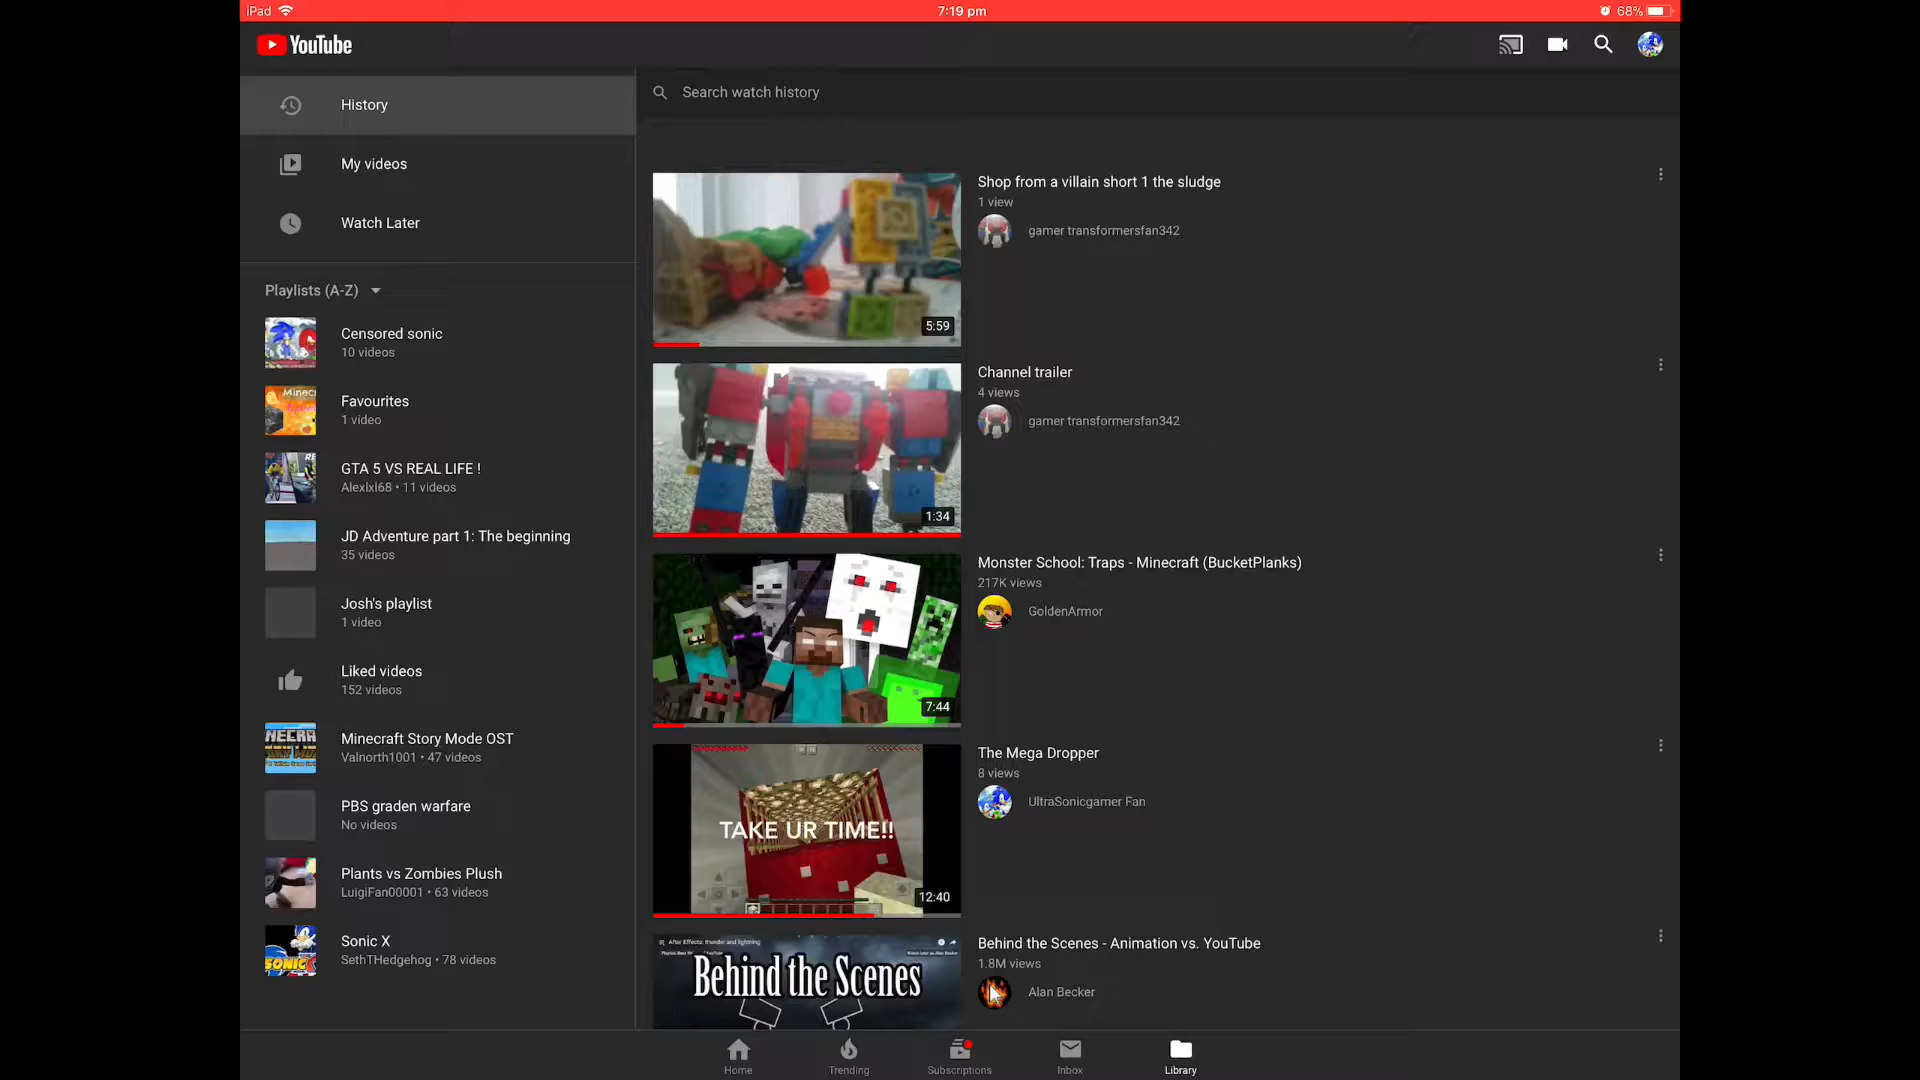 iPad
7:19 pm
68%
YouTube
History
My videos
Watch Later
Playlists (A-Z)
Censored sonic
10 videos
Favourites
1 video
GTA 5 VS REAL LIFE !
Alexlxl68 • 11 videos
JD Adventure part 1: The beginning
35 videos
Josh's playlist
1 video
Liked videos
152 videos
Minecraft Story Mode OST
Valnorth1001 • 47 videos
PBS graden warfare
No videos
Plants vs Zombies Plush
LuigiFan00001 • 63 videos
Sonic X
SethTHedgehog • 78 videos
Search watch history
5:59
Shop from a villain short 1 the sludge
1 view
gamer transformersfan342
1:34
Channel trailer
4 views
gamer transformersfan342
7:44
Monster School: Traps - Minecraft (BucketPlanks)
217K views
GoldenArmor
TAKE UR TIME!!
12:40
The Mega Dropper
8 views
UltraSonicgamer Fan
After Effects: thunder and lightning
Behind the Scenes
Behind the Scenes - Animation vs. YouTube
1.8M views
Alan Becker
Home
Trending
Subscriptions
Inbox
Library